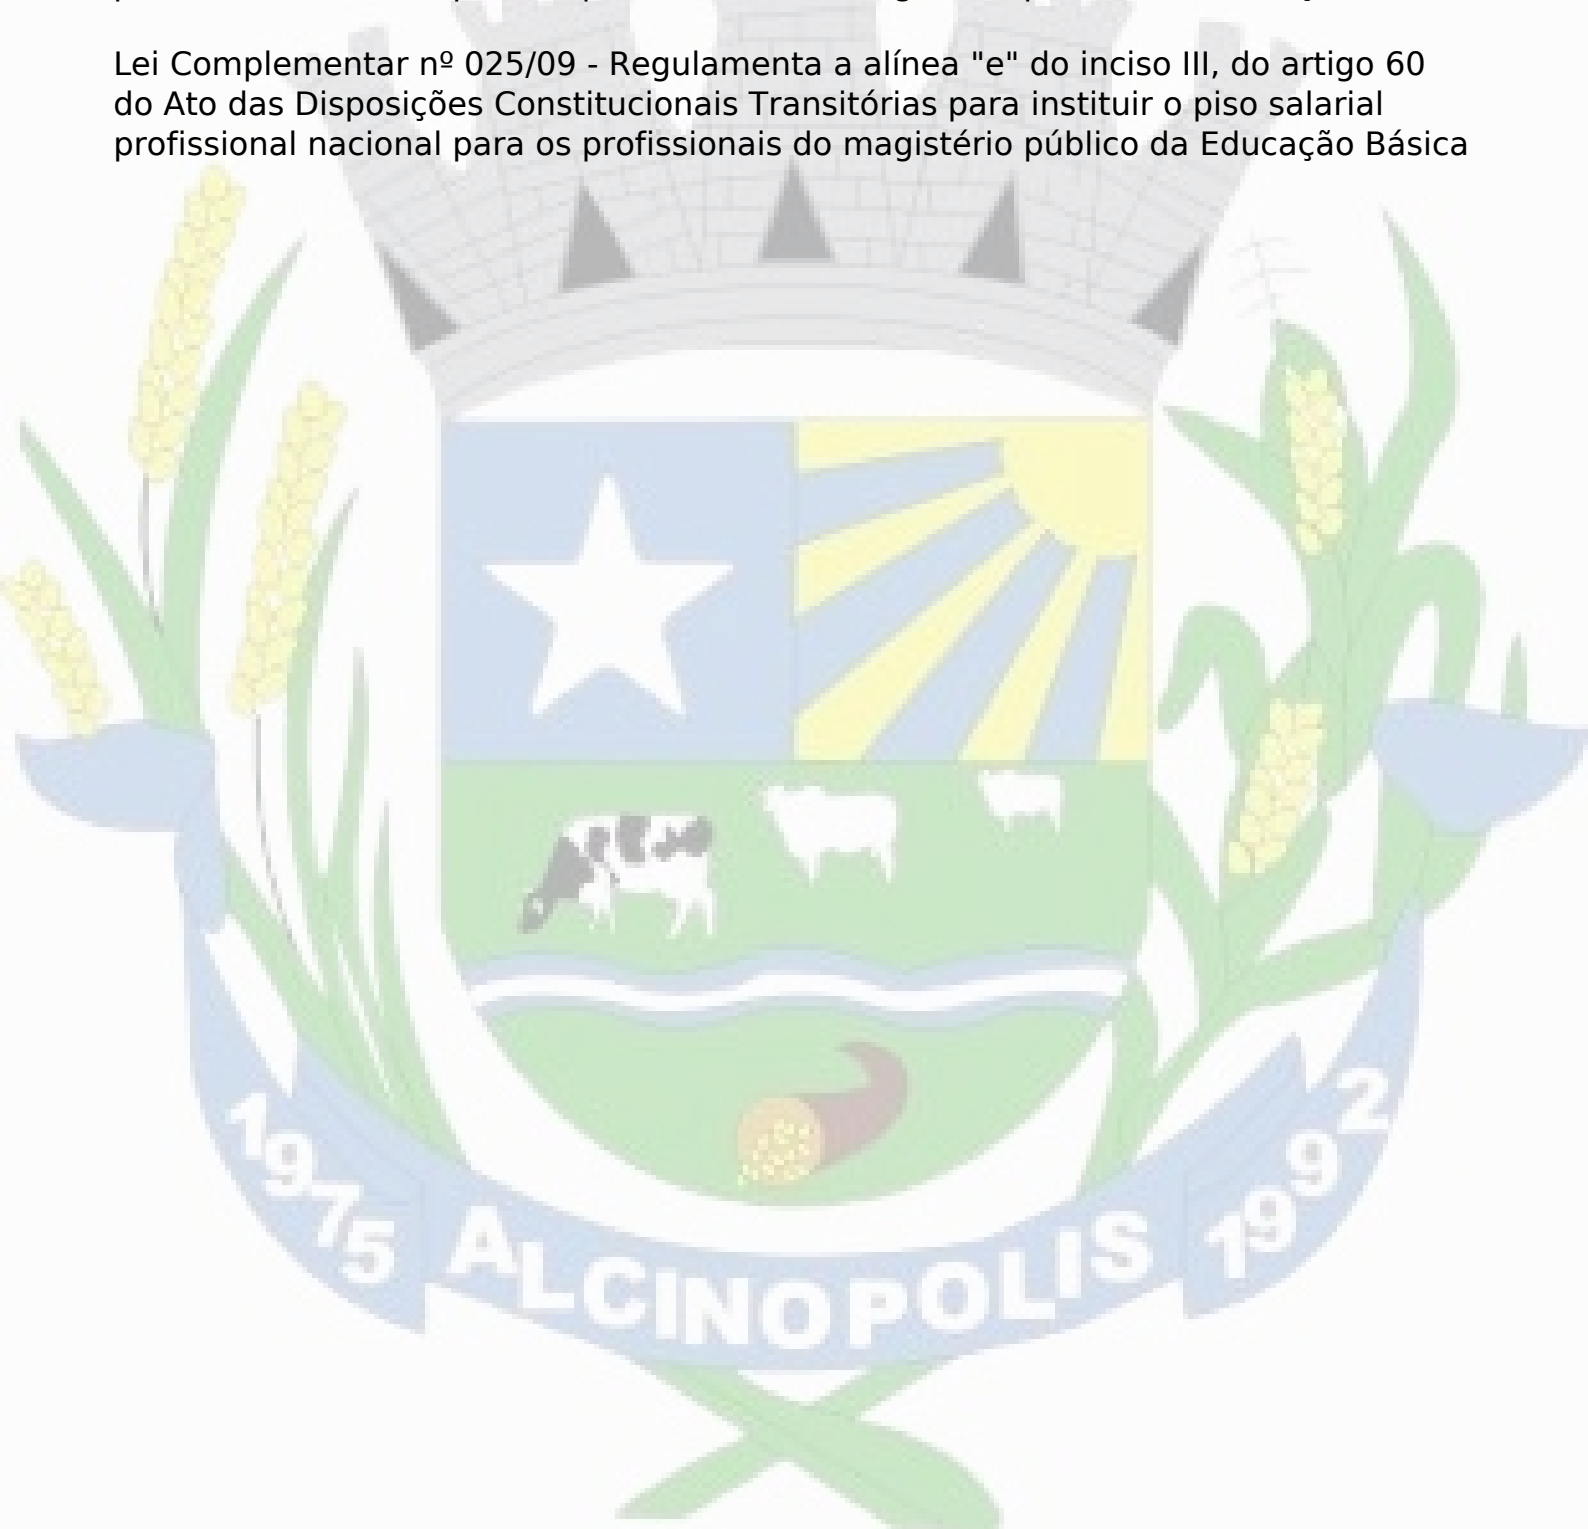 Lei Complementar nº 025/09 - Regulamenta a alínea "e" do inciso III, do artigo 60
do Ato das Disposições Constitucionais Transitórias para instituir o piso salarial
profissional nacional para os profissionais do magistério público da Educação Básica
1975 ALCINOPOLIS 1992